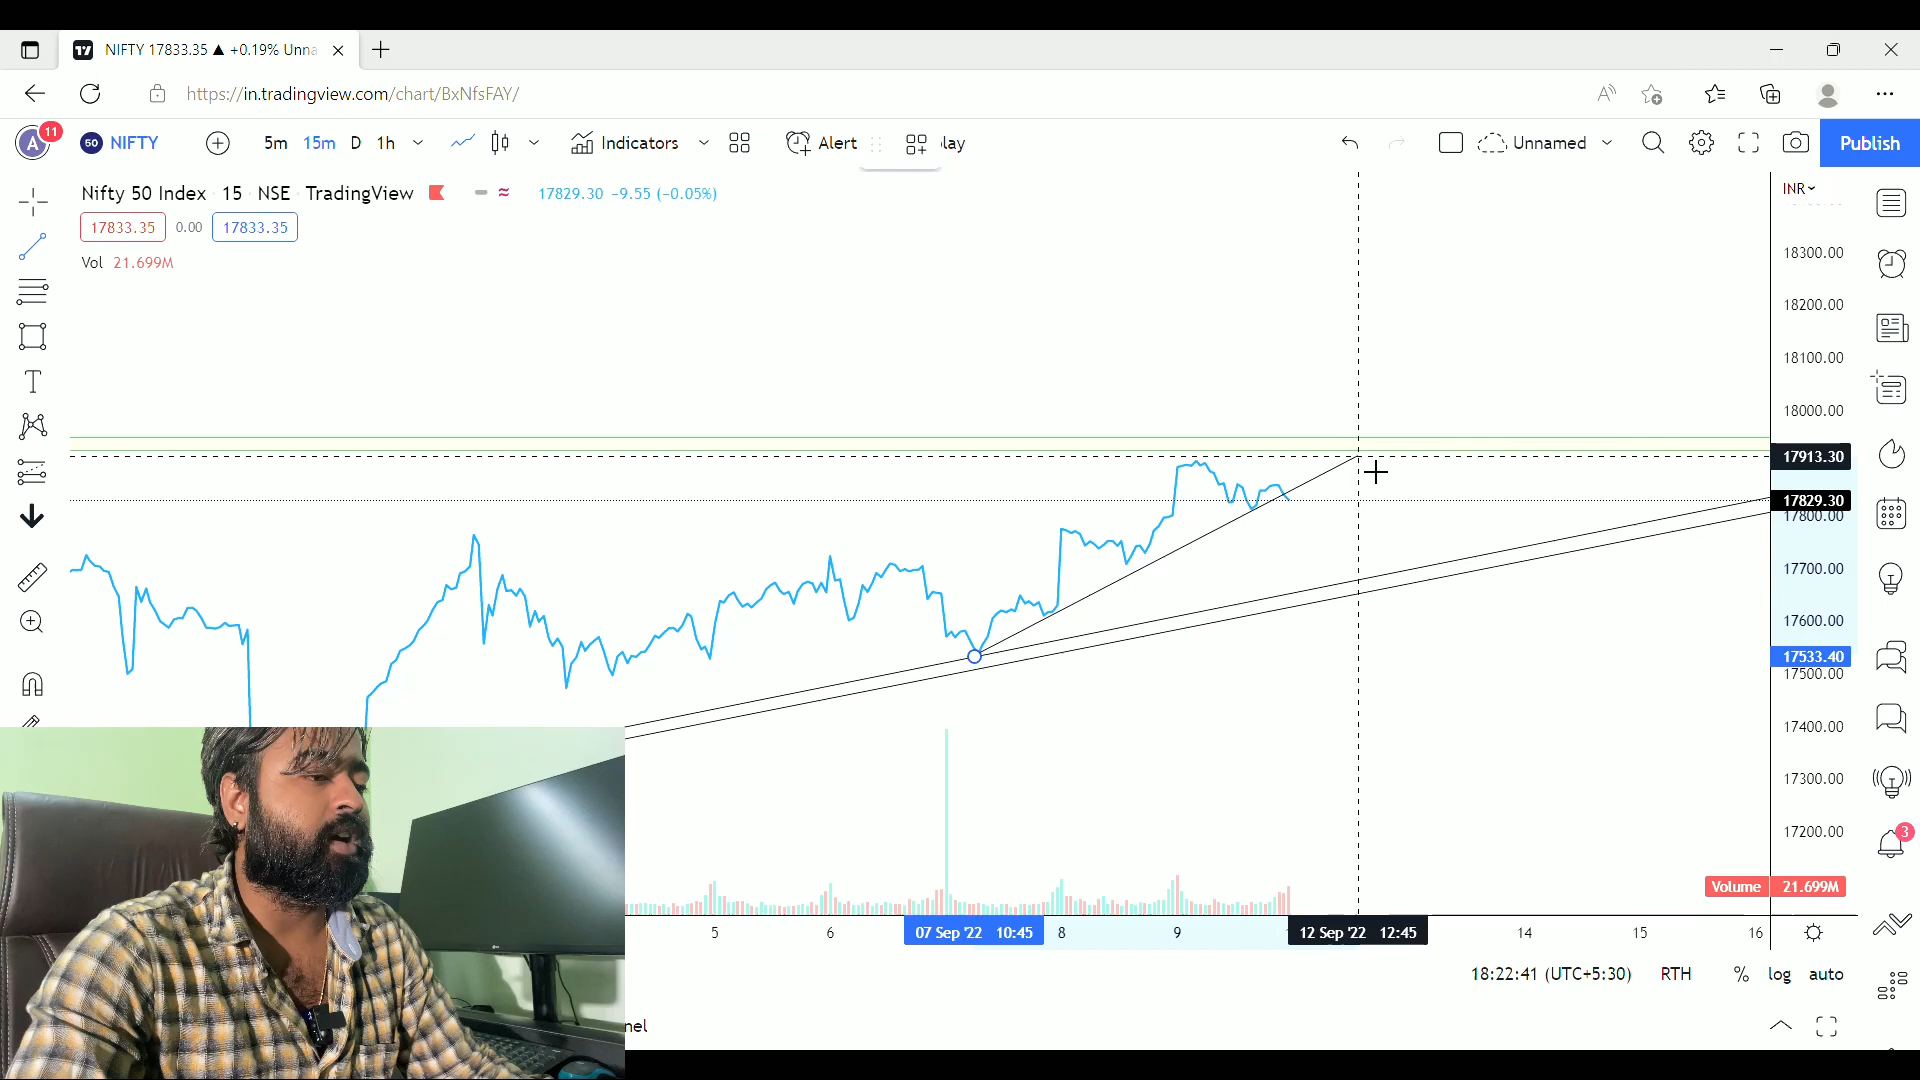 NIFTY 17833.35 ▲ +0.19% Unna
https://in.tradingview.com/chart/BxNfsFAY/
A 11 50 NIFTY 5m 15m D 1h Indicators Alert lay Unnamed Publish
Nifty 50 Index 15 NSE TradingView 17829.30 −9.55 (−0.05%)
INR
17833.35 0.00 17833.35
Vol 21.699M
18300.00
18200.00
18100.00
18000.00
17913.30
17829.30
17800.00
17700.00
17600.00
17533.40
17500.00
17400.00
17300.00
17200.00
3
Volume 21.699M
5 6 07 Sep '22 10:45 8 9 12 Sep '22 12:45 14 15 16
18:22:41 (UTC+5:30) RTH % log auto
nel